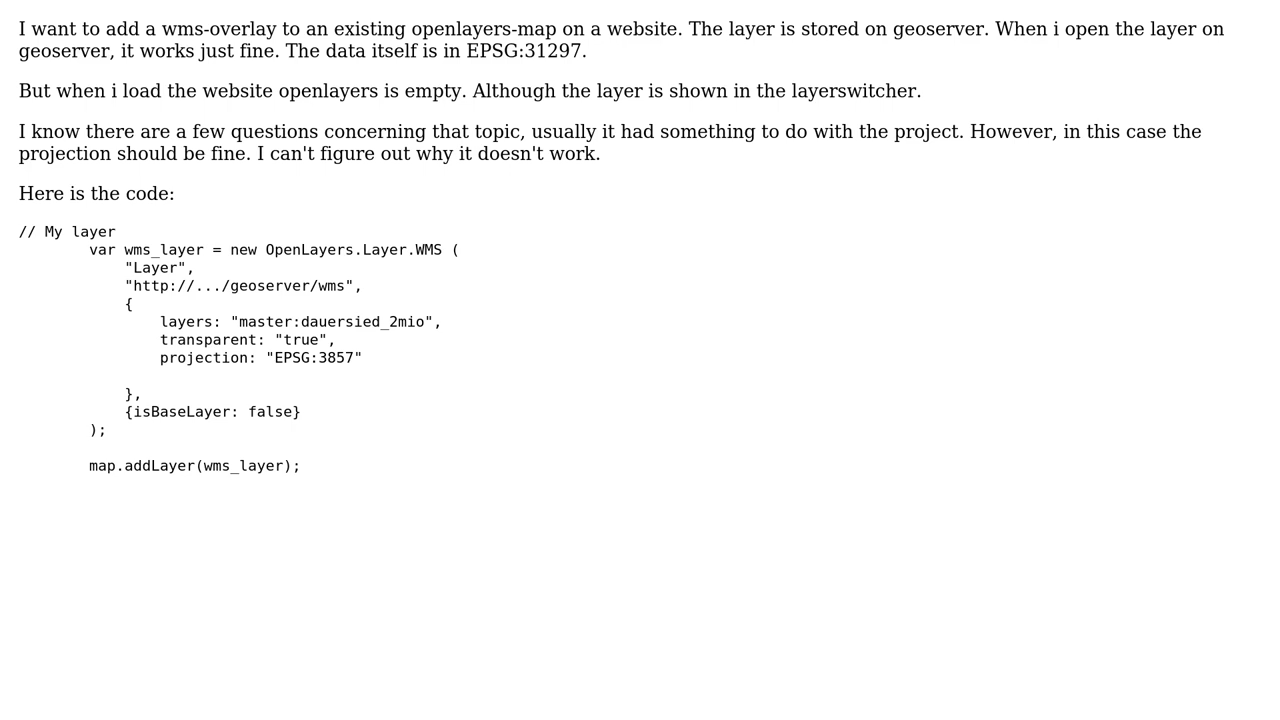 I want to add a wms-overlay to an existing openlayers-map on a website. The layer is stored on geoserver. When i open the layer on
geoserver, it works just fine. The data itself is in EPSG:31297.
But when i load the website openlayers is empty. Although the layer is shown in the layerswitcher.
I know there are a few questions concerning that topic, usually it had something to do with the project. However, in this case the
projection should be fine. I can't figure out why it doesn't work.
Here is the code:
// My layer
        var wms_layer = new OpenLayers.Layer.WMS (
            "Layer",
            "http://.../geoserver/wms",
            {
                layers: "master:dauersied_2mio",
                transparent: "true",
                projection: "EPSG:3857"
            },
            {isBaseLayer: false}
        );
        map.addLayer(wms_layer);